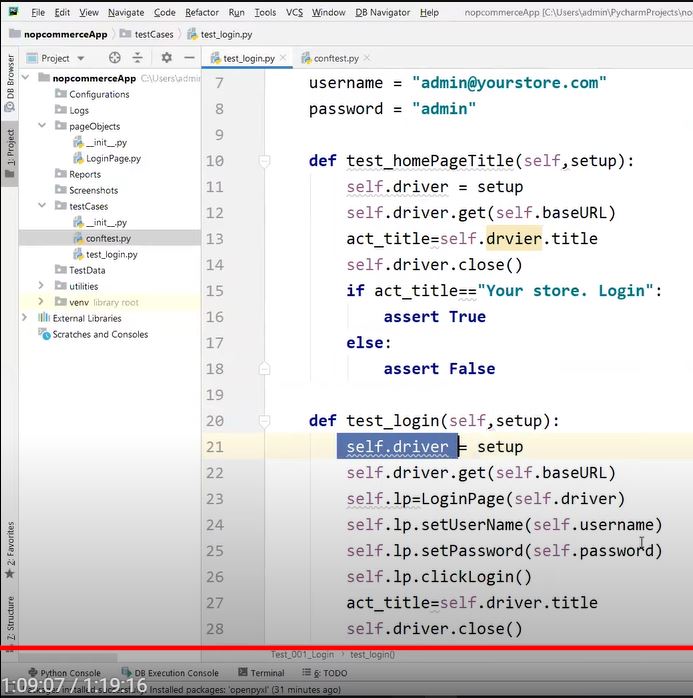 File Edit View Navigate Code Refactor Run Tools VCS Window DB Navigator Help nopcommerceApp [C:\Users\admin\PycharmProjects\no
nopcommerceApp testCases test_login.py
Project
test_login.py conftest.py
DB Browser
1: Project
nopcommerceApp C:\Users\admin
Configurations
Logs
pageObjects
__init__.py
LoginPage.py
Reports
Screenshots
testCases
__init__.py
conftest.py
test_login.py
TestData
utilities
venv library root
External Libraries
Scratches and Consoles
2: Favorites
Z: Structure
7 username = "admin@yourstore.com"
8 password = "admin"
9
10 def test_homePageTitle(self,setup):
11 self.driver = setup
12 self.driver.get(self.baseURL)
13 act_title=self.drvier.title
14 self.driver.close()
15 if act_title=="Your store. Login":
16 assert True
17 else:
18 assert False
19
20 def test_login(self,setup):
21 self.driver = setup
22 self.driver.get(self.baseURL)
23 self.lp=LoginPage(self.driver)
24 self.lp.setUserName(self.username)
25 self.lp.setPassword(self.password)
26 self.lp.clickLogin()
27 act_title=self.driver.title
28 self.driver.close()
Test_001_Login test_login()
Python Console DB Execution Console Terminal 6: TODO
1:09:07 / 1:19:16
installed successfully: Installed packages: 'openpyxl' (31 minutes ago)